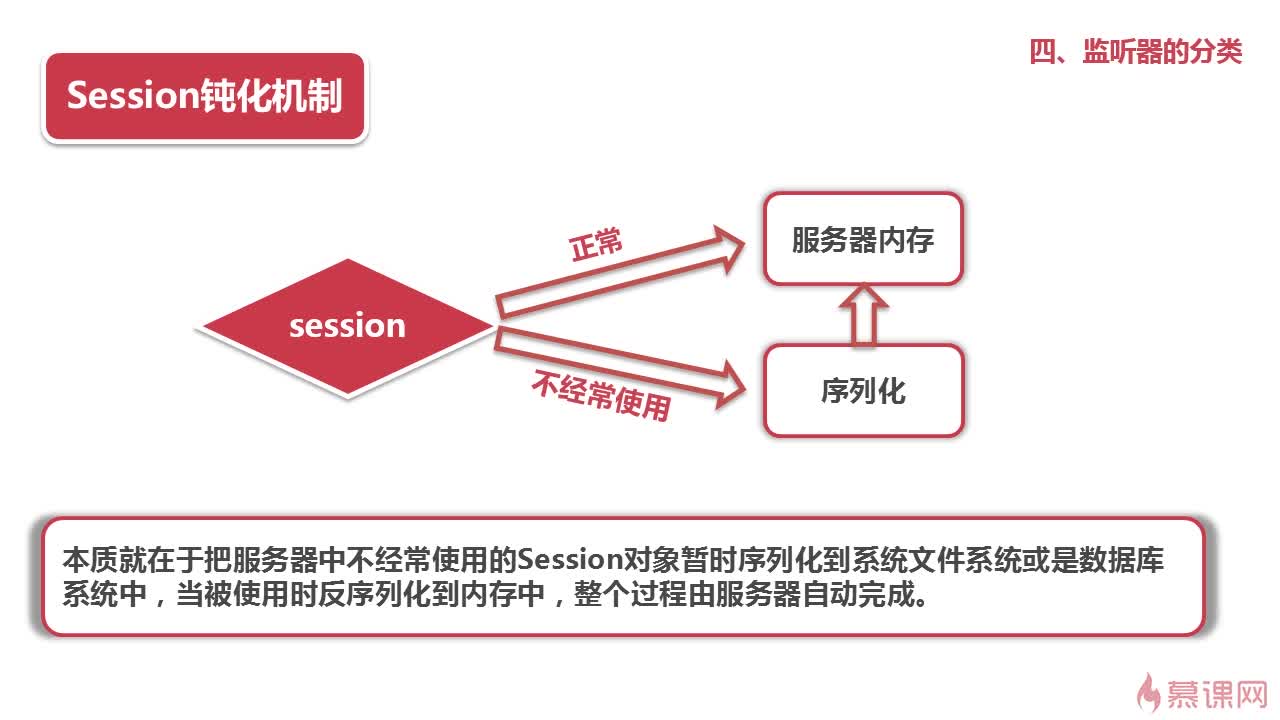 四、监听器的分类
Session钝化机制
正常
服务器内存
session
不经常使用
序列化
本质就在于把服务器中不经常使用的Session对象暂时序列化到系统文件系统或是数据库
系统中，当被使用时反序列化到内存中，整个过程由服务器自动完成。
慕课网